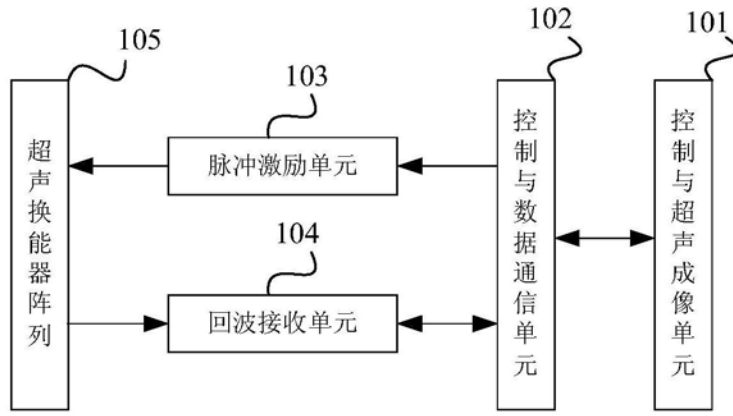 105
103
102
101
超声换能器阵列
脉冲激励单元
控制与数据通信单元
控制与超声成像单元
104
回波接收单元